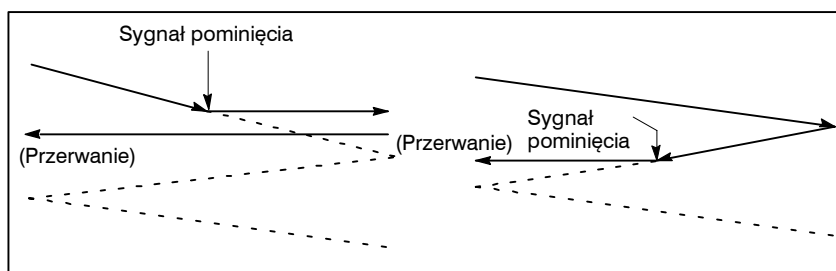 Sygnał pominięcia
(Przerwanie)
(Przerwanie)
Sygnał
pominięcia